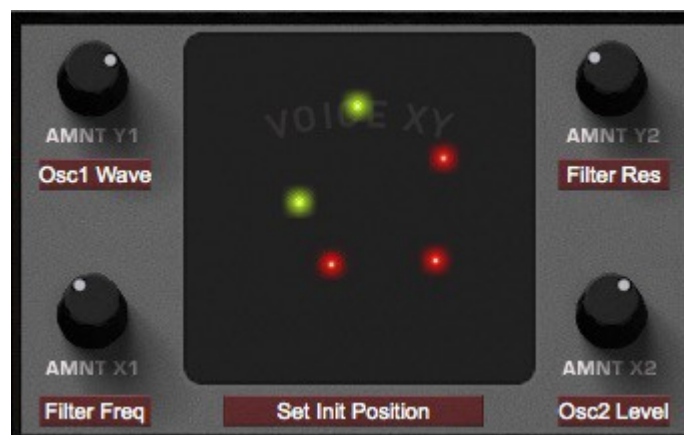 VOICE XY
AMNT Y1
Osc1 Wave
AMNT Y2
Filter Res
AMNT X1
Filter Freq
Set Init Position
AMNT X2
Osc2 Level